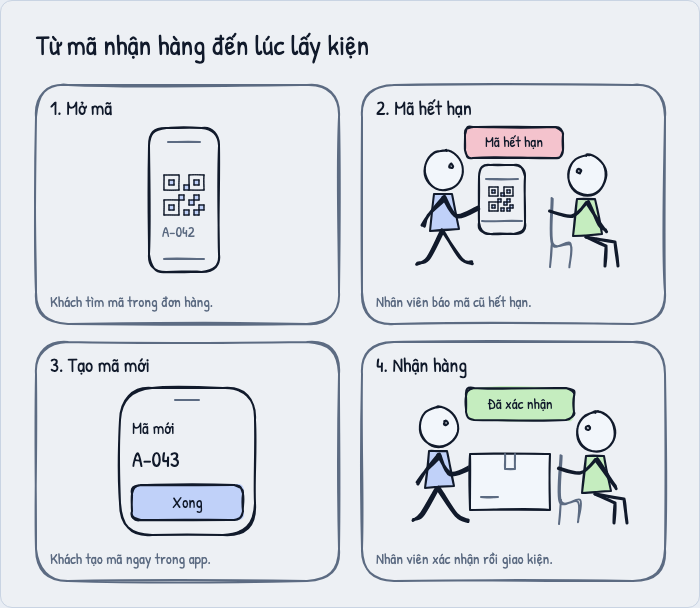 Từ mã nhận hàng đến lúc lấy kiện
1. Mở mã
A-042
Khách tìm mã trong đơn hàng.
2. Mã hết hạn
Mã hết hạn
Nhân viên báo mã cũ hết hạn.
3. Tạo mã mới
Mã mới
A-043
Xong
Khách tạo mã ngay trong app.
4. Nhận hàng
Đã xác nhận
Nhân viên xác nhận rồi giao kiện.